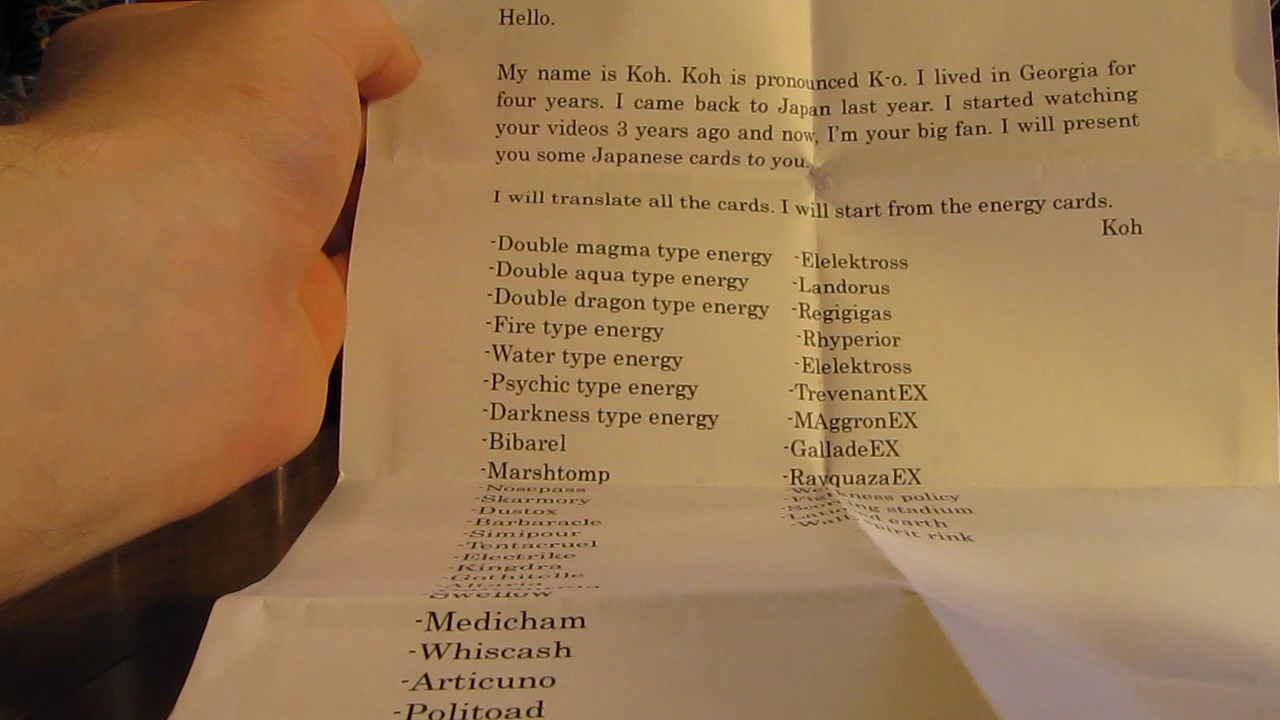 Hello.
My name is Koh. Koh is pronounced K-o. I lived in Georgia for
four years. I came back to Japan last year. I started watching
your videos 3 years ago and now, I'm your big fan. I will present
you some Japanese cards to you.
I will translate all the cards. I will start from the energy cards.
Koh
-Double magma type energy
-Double aqua type energy
-Double dragon type energy
-Fire type energy
-Water type energy
-Psychic type energy
-Darkness type energy
-Bibarel
-Marshtomp
-Nosepass
-Skarmory
-Dustox
-Barbaracle
-Simipour
-Tentacruel
-Electrike
-Kingdra
-Gothitelle
-Altaria
-Swellow
-Medicham
-Whiscash
-Articuno
-Politoad
-Elelektross
-Landorus
-Regigigas
-Rhyperior
-Elelektross
-TrevenantEX
-MAggronEX
-GalladeEX
-RayquazaEX
policy
stadium
earth
rink